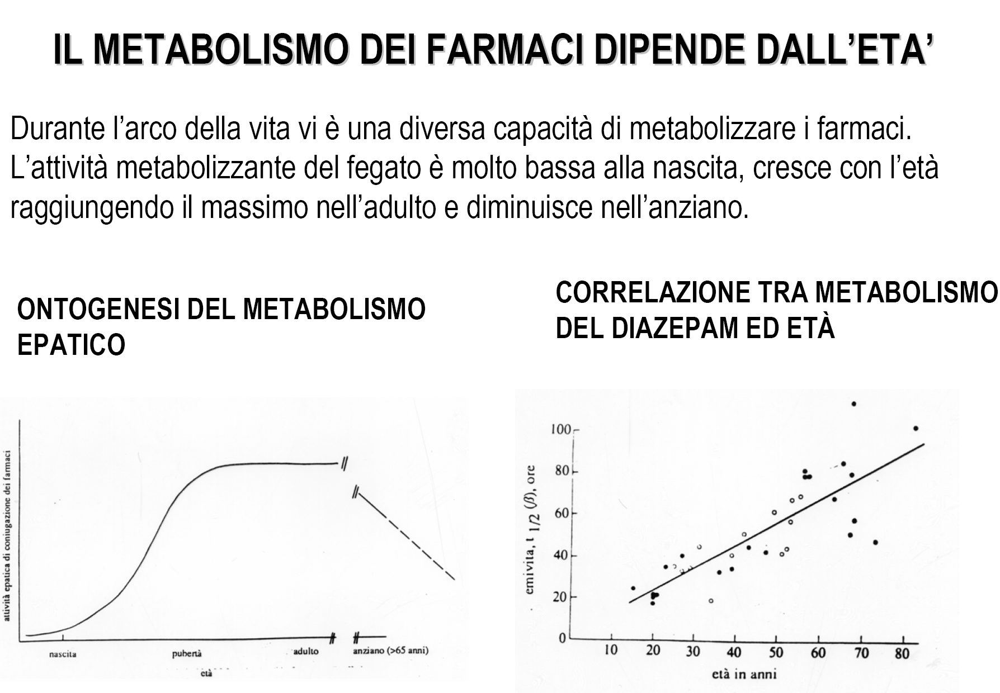 IL METABOLISMO DEI FARMACI DIPENDE DALL’ETA’
Durante l’arco della vita vi è una diversa capacità di metabolizzare i farmaci.
L’attività metabolizzante del fegato è molto bassa alla nascita, cresce con l’età
raggiungendo il massimo nell’adulto e diminuisce nell’anziano.
ONTOGENESI DEL METABOLISMO
EPATICO
attività epatica di coniugazione dei farmaci
nascita pubertà adulto anziano (>65 anni)
età
CORRELAZIONE TRA METABOLISMO
DEL DIAZEPAM ED ETÀ
emivita, t 1/2 (β), ore
100
80
60
40
20
0
10 20 30 40 50 60 70 80
età in anni